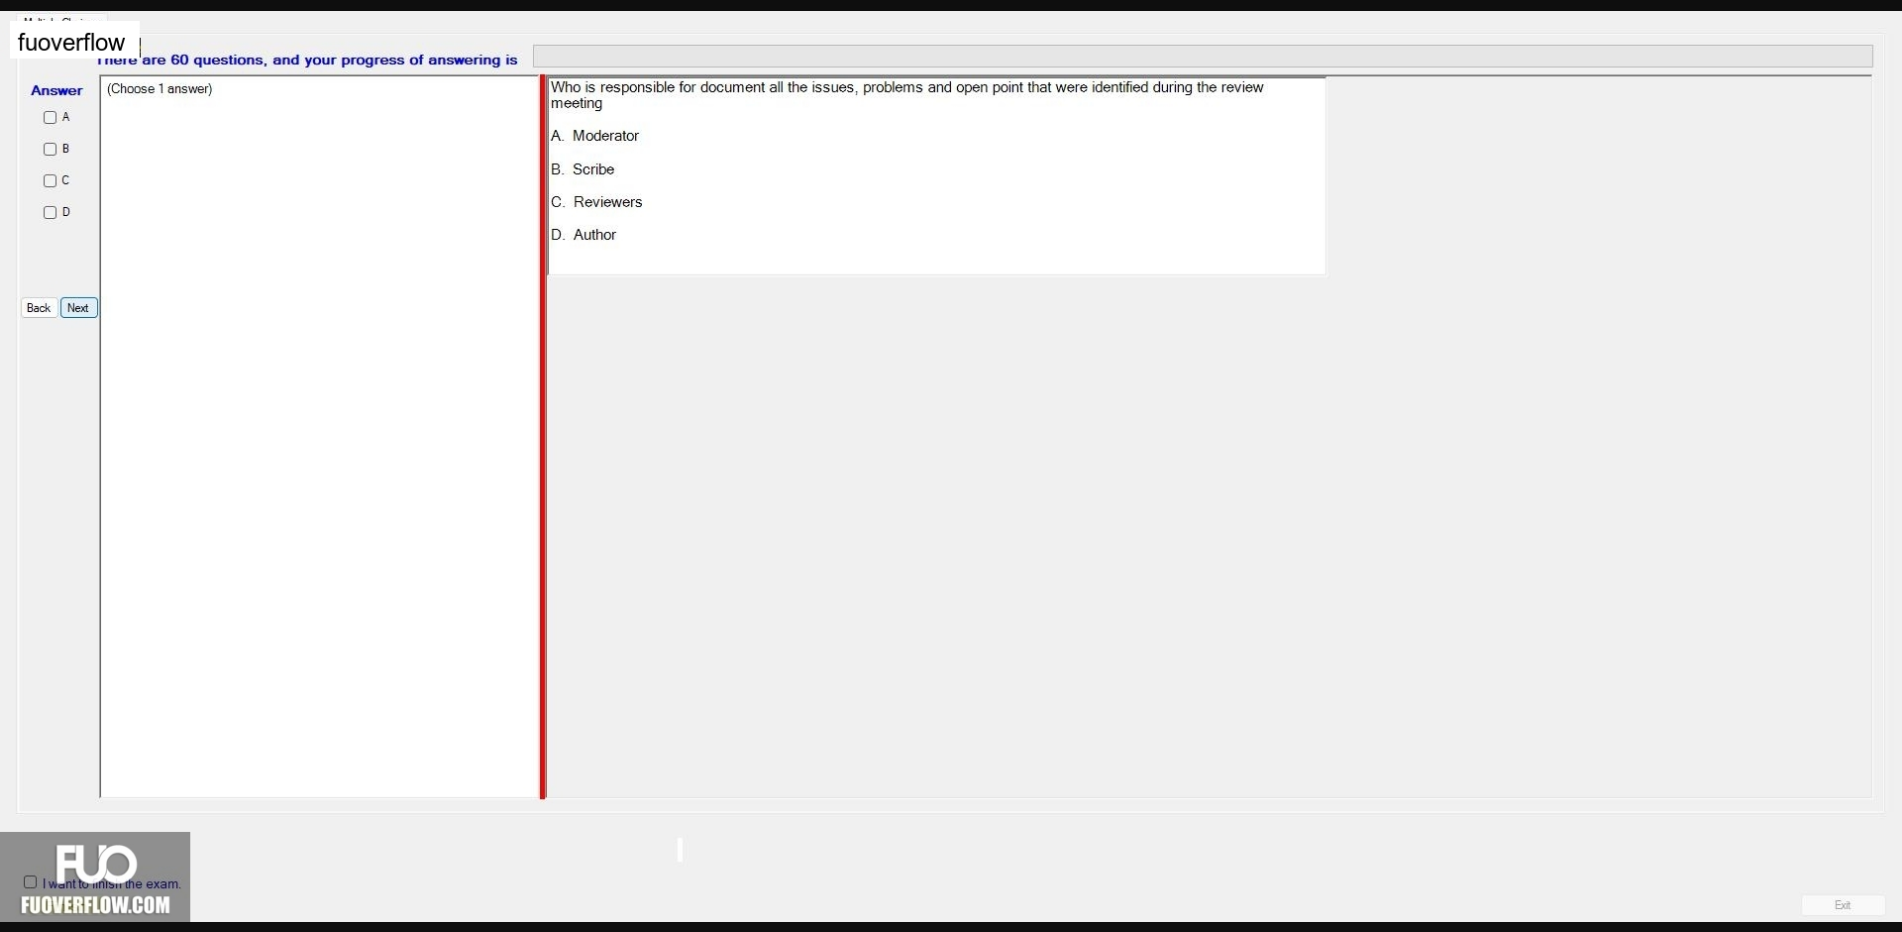 fuoverflow
There are 60 questions, and your progress of answering is
Answer
(Choose 1 answer)
A
B
C
D
Back
Next
Who is responsible for document all the issues, problems and open point that were identified during the review
meeting
A. Moderator
B. Scribe
C. Reviewers
D. Author
FUO
I want to finish the exam.
FUOVERFLOW.COM
Exit